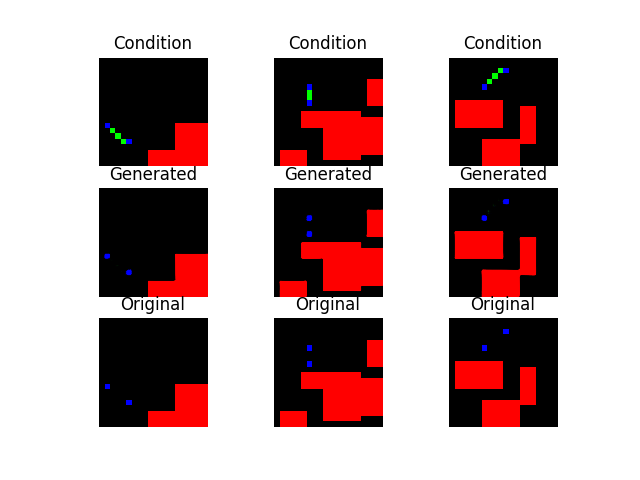 Condition Condition Condition
Generated Generated Generated
Original Original Original